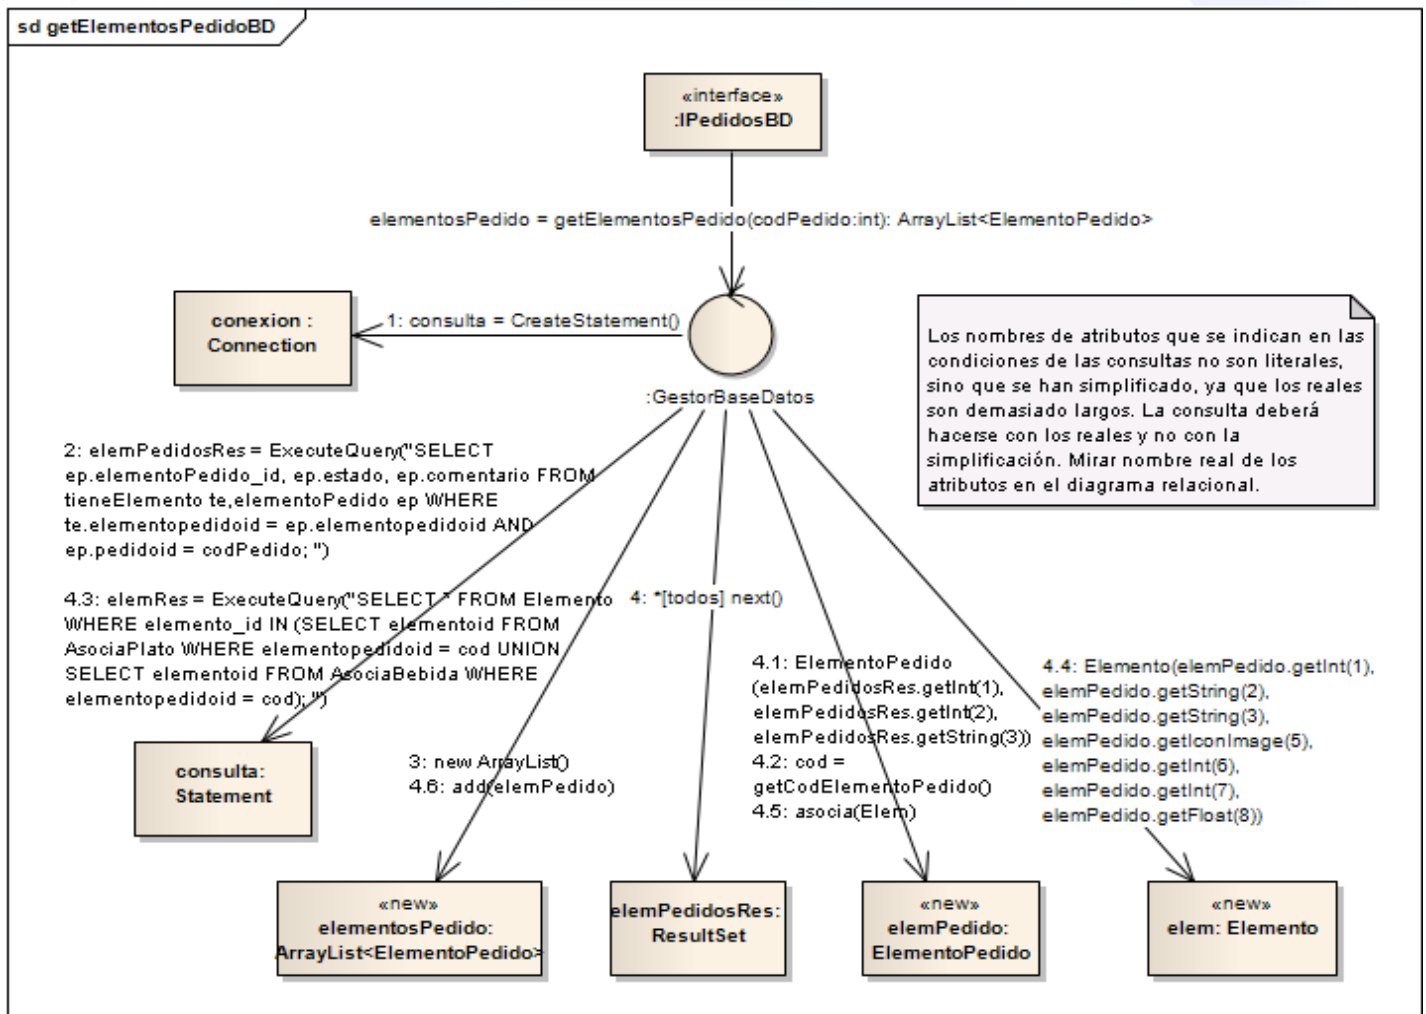 sd getElementosPedidoBD
«interface»
:IPedidosBD
elementosPedido = getElementosPedido(codPedido:int): ArrayList<ElementoPedido>
conexion :
Connection
1: consulta = CreateStatement()
:GestorBaseDatos
Los nombres de atributos que se indican en las
condiciones de las consultas no son literales,
sino que se han simplificado, ya que los reales
son demasiado largos. La consulta deberá
hacerse con los reales y no con la
simplificación. Mirar nombre real de los
atributos en el diagrama relacional.
2: elemPedidosRes = ExecuteQuery("SELECT
ep.elementoPedido_id, ep.estado, ep.comentario FROM
tieneElemento te,elementoPedido ep WHERE
te.elementopedidoid = ep.elementopedidoid AND
ep.pedidoid = codPedido; ")
4.3: elemRes = ExecuteQuery("SELECT * FROM Elemento
WHERE elemento_id IN (SELECT elementoid FROM
AsociaPlato WHERE elementopedidoid = cod UNION
SELECT elementoid FROM AsociaBebida WHERE
elementopedidoid = cod); ")
4: *[todos] next()
4.1: ElementoPedido
(elemPedidosRes.getInt(1),
elemPedidosRes.getInt(2),
elemPedidosRes.getString(3))
4.2: cod =
getCodElementoPedido()
4.5: asocia(Elem)
4.4: Elemento(elemPedido.getInt(1),
elemPedido.getString(2),
elemPedido.getString(3),
elemPedido.getIconImage(5),
elemPedido.getInt(6),
elemPedido.getInt(7),
elemPedido.getFloat(8))
3: new ArrayList()
4.6: add(elemPedido)
consulta:
Statement
«new»
elementosPedido:
ArrayList<ElementoPedido>
elemPedidosRes:
ResultSet
«new»
elemPedido:
ElementoPedido
«new»
elem: Elemento